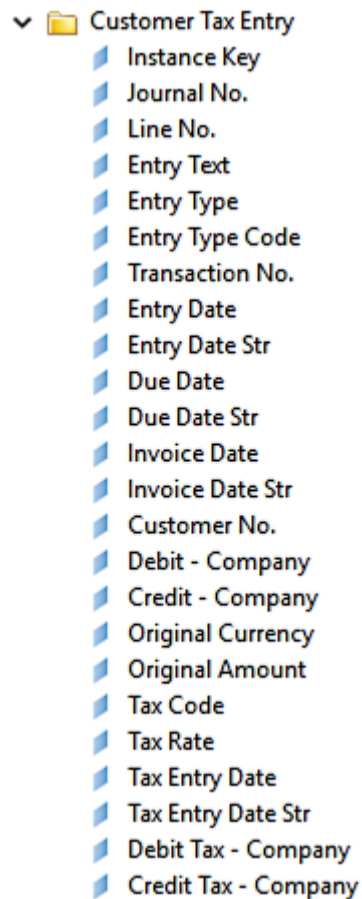 Customer Tax Entry
Instance Key
Journal No.
Line No.
Entry Text
Entry Type
Entry Type Code
Transaction No.
Entry Date
Entry Date Str
Due Date
Due Date Str
Invoice Date
Invoice Date Str
Customer No.
Debit - Company
Credit - Company
Original Currency
Original Amount
Tax Code
Tax Rate
Tax Entry Date
Tax Entry Date Str
Debit Tax - Company
Credit Tax - Company